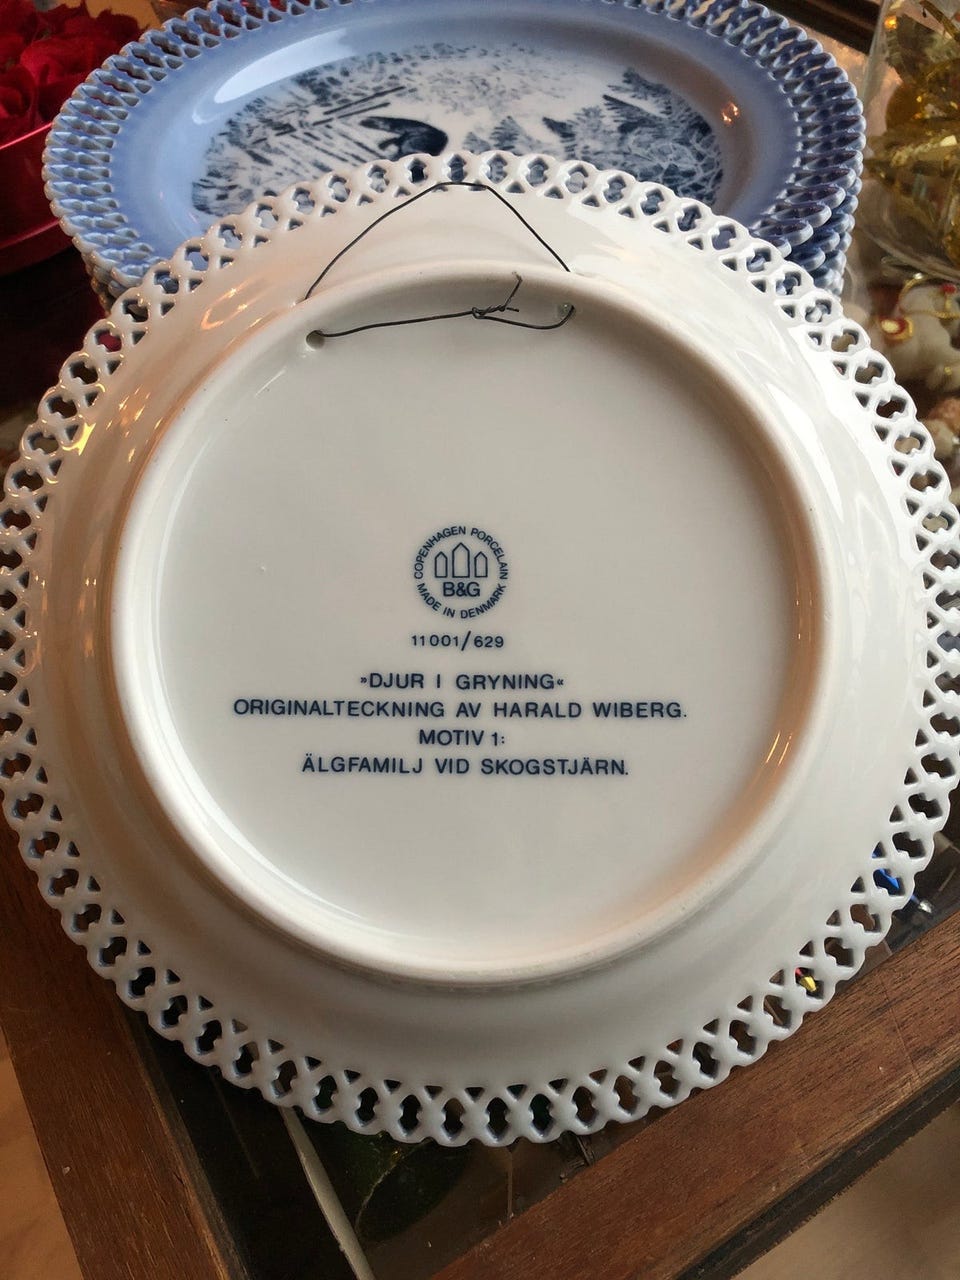 COPENHAGEN PORCELAIN
B&G
MADE IN DENMARK
11001/629
»DJUR I GRYNING«
ORIGINALTECKNING AV HARALD WIBERG.
MOTIV 1:
ÄLGFAMILJ VID SKOGSTJÄRN.